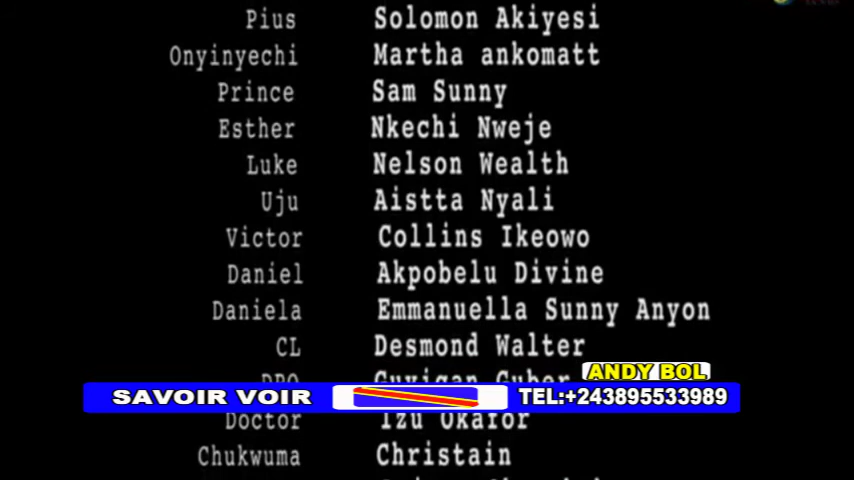 Pius Solomon Akiyesi
Onyinyechi Martha ankomatt
Prince Sam Sunny
Esther Nkechi Nweje
Luke Nelson Wealth
Uju Aistta Nyali
Victor Collins Ikeowo
Daniel Akpobelu Divine
Daniela Emmanuella Sunny Anyon
CL Desmond Walter
ANDY BOL
SAVOIR VOIR TEL:+243895533989
Doctor Izu Okafor
Chukwuma Christain